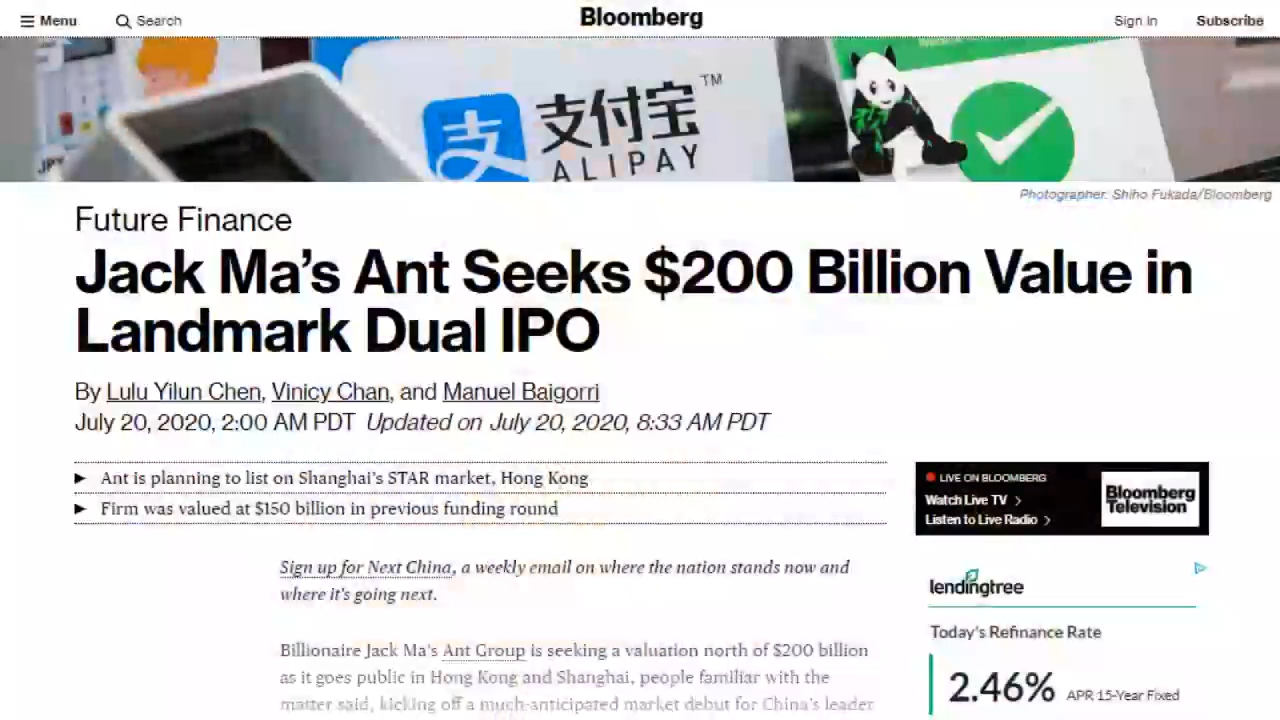 Menu
Search
Bloomberg
Sign In
Subscribe
支
支付宝™
ALIPAY
JPY
Photographer: Shiho Fukada/Bloomberg
Future Finance
Jack Ma's Ant Seeks $200 Billion Value in
Landmark Dual IPO
By Lulu Yilun Chen, Vinicy Chan, and Manuel Baigorri
July 20, 2020, 2:00 AM PDT Updated on July 20, 2020, 8:33 AM PDT
Ant is planning to list on Shanghai's STAR market, Hong Kong
Firm was valued at $150 billion in previous funding round
LIVE ON BLOOMBERG
Watch Live TV
Listen to Live Radio
Bloomberg
Television
Sign up for Next China, a weekly email on where the nation stands now and
where it's going next.
lendingtree
Today's Refinance Rate
2.46% APR 15-Year Fixed
Billionaire Jack Ma's Ant Group is seeking a valuation north of $200 billion
as it goes public in Hong Kong and Shanghai, people familiar with the
matter said, kicking off a much-anticipated market debut for China's leader